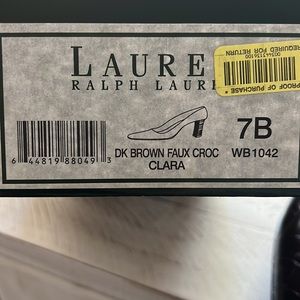 LAURE
RALPH LAURE
REQUIRED FOR RETURN
PROOF OF PURCHASE *
7B
6 44819 88049 3
DK BROWN FAUX CROC WB1042
CLARA